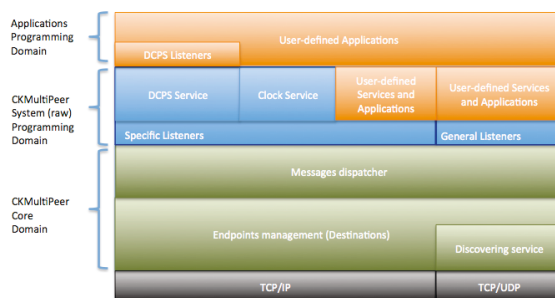 Applications
Programming
Domain
User-defined Applications
DCPS Listeners
CKMultiPeer
System (raw)
Programming
Domain
DCPS Service
Clock Service
User-defined
Services and
Applications
User-defined Services
and Applications
Specific Listeners
General Listeners
CKMultiPeer
Core
Domain
Messages dispatcher
Endpoints management (Destinations)
Discovering service
TCP/IP
TCP/UDP